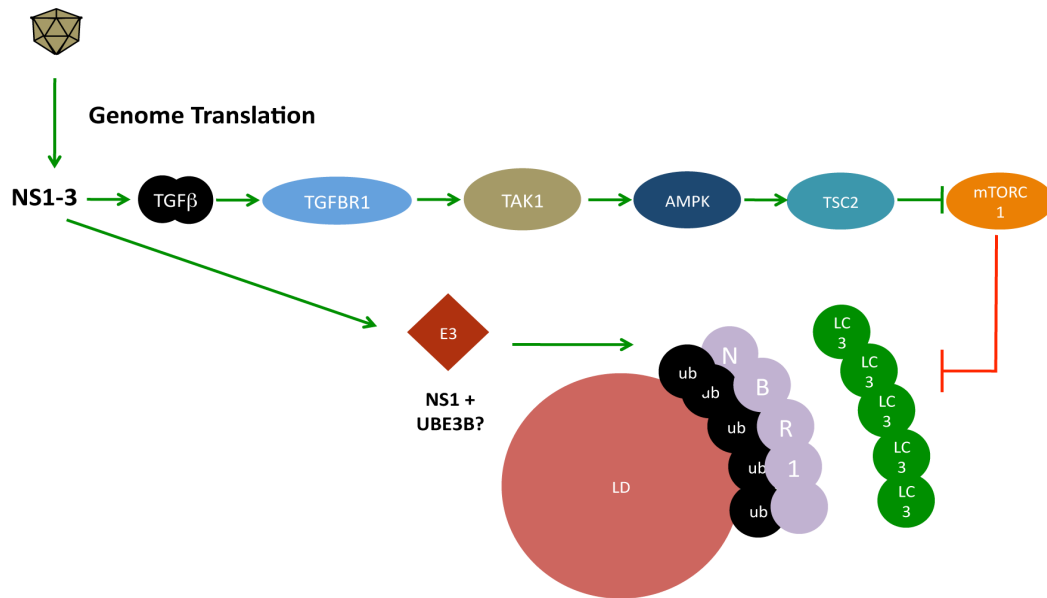 Genome Translation
NS1-3
TGFβ
TGFBR1
TAK1
AMPK
TSC2
mTORC
1
E3
NS1 +
UBE3B?
LD
ub
ub
ub
ub
ub
N
B
R
1
LC
3
LC
3
LC
3
LC
3
LC
3